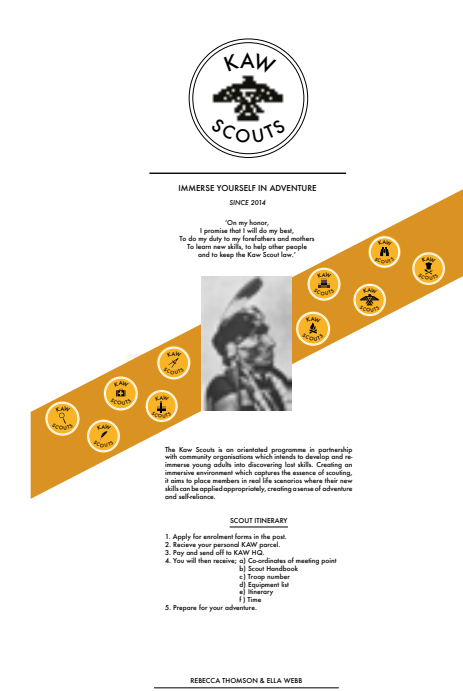 KAW
SCOUTS
IMMERSE YOURSELF IN ADVENTURE
SINCE 2014
'On my honor,
I promise that I will do my best,
To do my duty to my forefathers and mothers
To learn new skills, to help other people
and to keep the Kaw Scout law.'
KAW
SCOUTS
KAW
SCOUTS
KAW
SCOUTS
KAW
SCOUTS
KAW
SCOUTS
KAW
SCOUTS
KAW
SCOUTS
KAW
SCOUTS
KAW
SCOUTS
KAW
SCOUTS
The Kaw Scouts is an orientated programme in partnership
with community organisations which intends to develop and re-
immerse young adults into discovering lost skills. Creating an
immersive environment which captures the essence of scouting,
it aims to place members in real life scenarios where their new
skills can be applied appropriately, creating a sense of adventure
and self-reliance.
SCOUT ITINERARY
1. Apply for enrolment forms in the post.
2. Recieve your personal KAW parcel.
3. Pay and send off to KAW HQ.
4. You will then receive; a) Co-ordinates of meeting point
b) Scout Handbook
c) Troop number
d) Equipment list
e) Itinerary
f) Time
5. Prepare for your adventure.
REBECCA THOMSON & ELLA WEBB